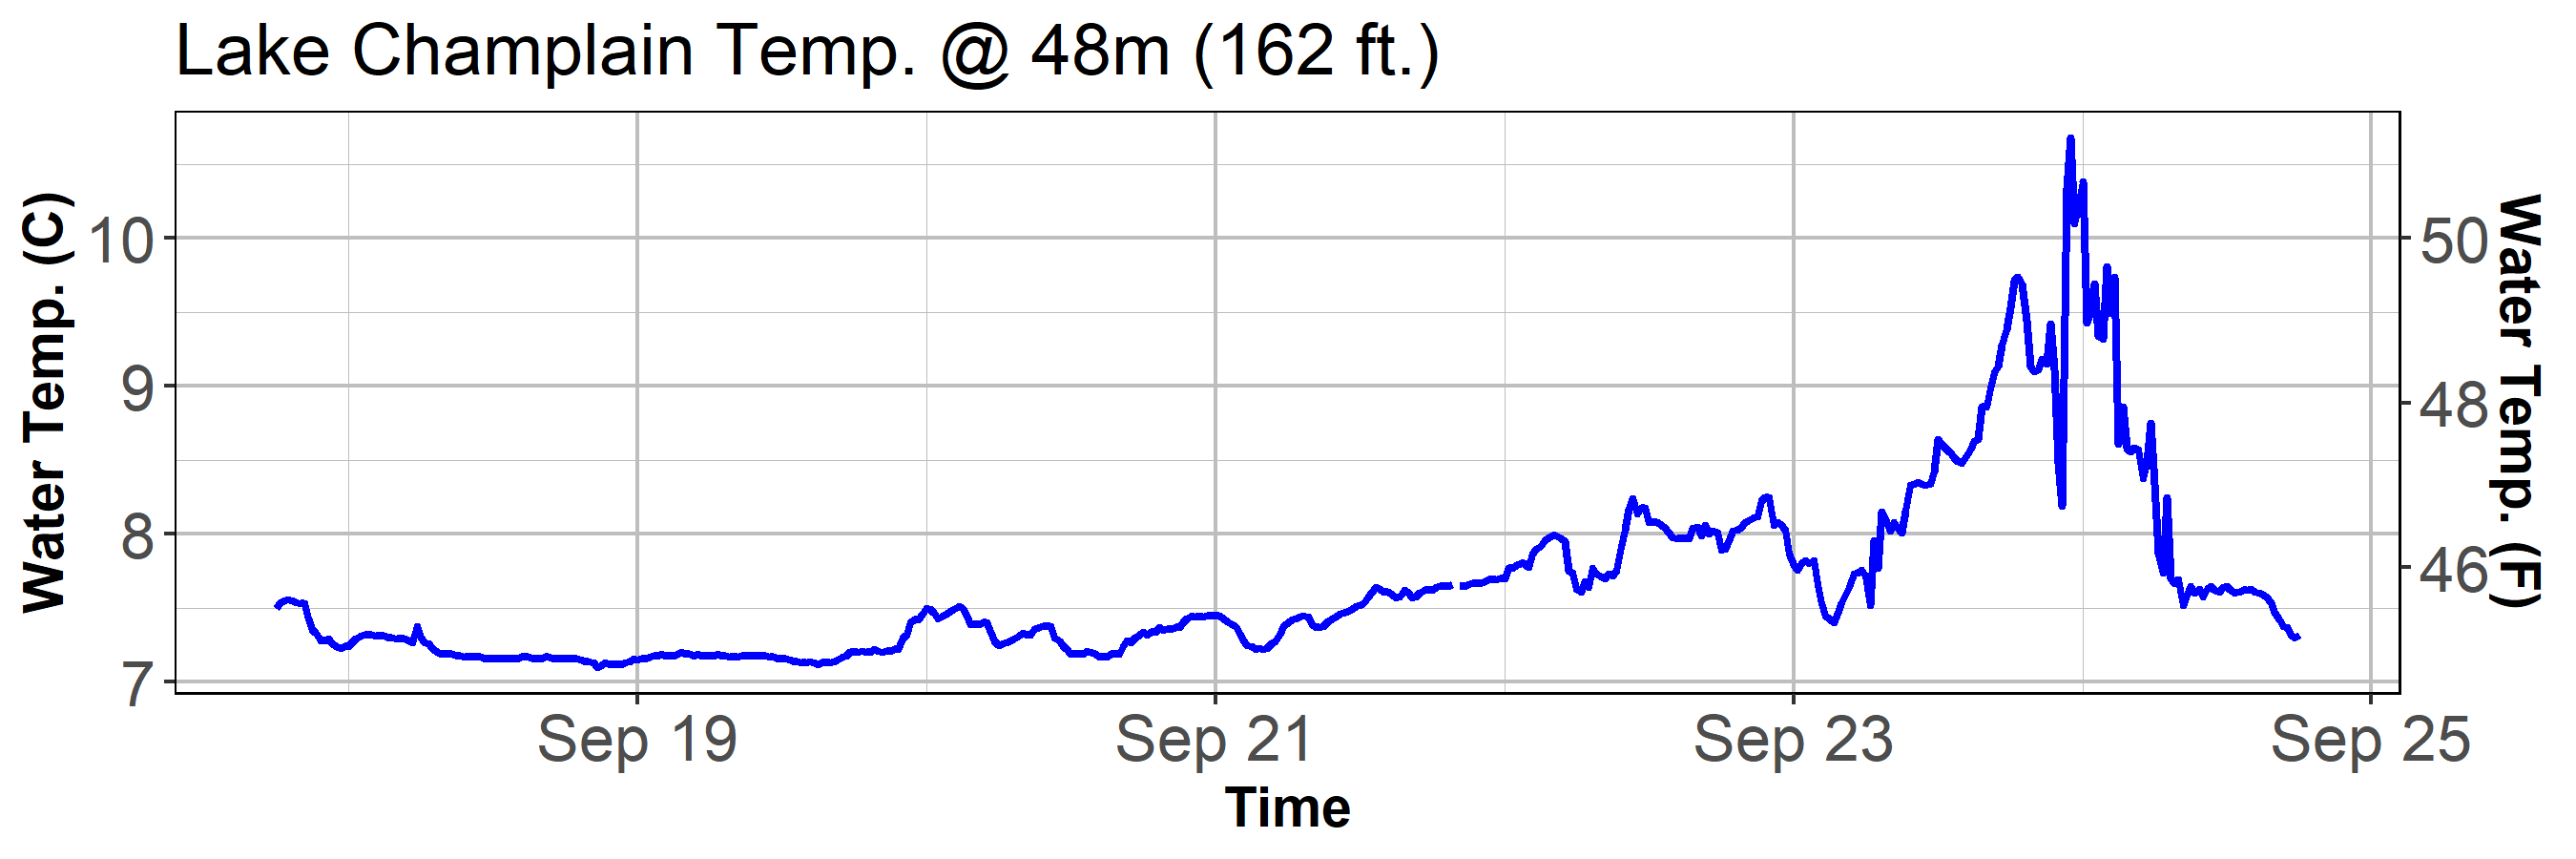 Lake Champlain Temp. @ 48m (162 ft.)
Water Temp. (C)
10
9
8
7
50
48
46
Water Temp. (F)
Sep 19
Sep 21
Sep 23
Sep 25
Time